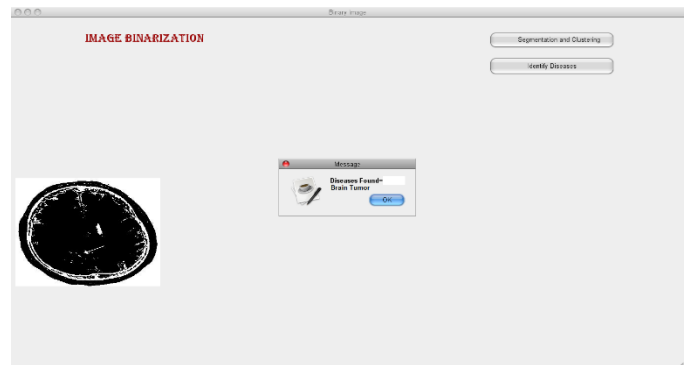 Binary Image
IMAGE BINARIZATION
Segmentation and Clustering
Identify Diseases
Message
Diseases Found=
Brain Tumor
OK